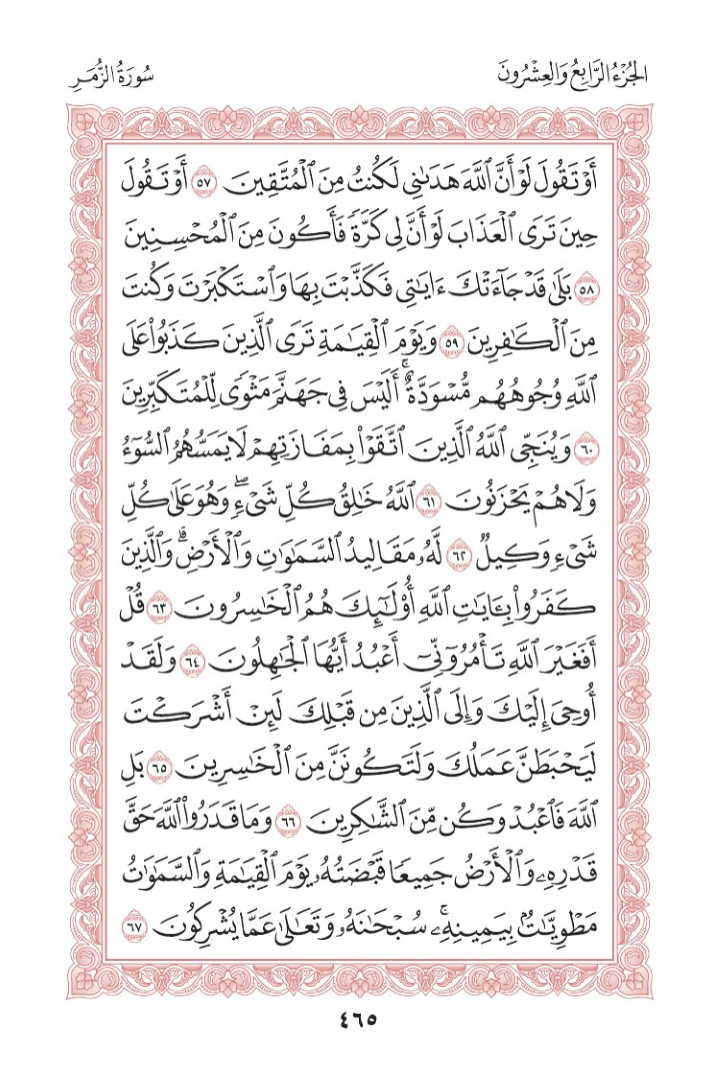 سُورَةُ الزُّمَرِ
الجُزْءُ الرَّابِعُ وَالعِشْرُونَ
أَوۡ تَقُولَ لَوۡ أَنَّ ٱللَّهَ هَدَىٰنِي لَكُنتُ مِنَ ٱلۡمُتَّقِينَ ٥٧ أَوۡ تَقُولَ
حِينَ تَرَى ٱلۡعَذَابَ لَوۡ أَنَّ لِي كَرَّةٗ فَأَكُونَ مِنَ ٱلۡمُحۡسِنِينَ
٥٨ بَلَىٰ قَدۡ جَآءَتۡكَ ءَايَٰتِي فَكَذَّبۡتَ بِهَا وَٱسۡتَكۡبَرۡتَ وَكُنتَ
مِنَ ٱلۡكَٰفِرِينَ ٥٩ وَيَوۡمَ ٱلۡقِيَٰمَةِ تَرَى ٱلَّذِينَ كَذَبُواْ عَلَى
ٱللَّهِ وُجُوهُهُم مُّسۡوَدَّةٌۚ أَلَيۡسَ فِي جَهَنَّمَ مَثۡوٗى لِّلۡمُتَكَبِّرِينَ
٦٠ وَيُنَجِّي ٱللَّهُ ٱلَّذِينَ ٱتَّقَوۡاْ بِمَفَازَتِهِمۡ لَا يَمَسُّهُمُ ٱلسُّوٓءُ
وَلَا هُمۡ يَحۡزَنُونَ ٦١ ٱللَّهُ خَٰلِقُ كُلِّ شَيۡءٖۖ وَهُوَ عَلَىٰ كُلِّ
شَيۡءٖ وَكِيلٞ ٦٢ لَّهُۥ مَقَالِيدُ ٱلسَّمَٰوَٰتِ وَٱلۡأَرۡضِۗ وَٱلَّذِينَ
كَفَرُواْ بِـَٔايَٰتِ ٱللَّهِ أُوْلَٰٓئِكَ هُمُ ٱلۡخَٰسِرُونَ ٦٣ قُلۡ
أَفَغَيۡرَ ٱللَّهِ تَأۡمُرُوٓنِّيٓ أَعۡبُدُ أَيُّهَا ٱلۡجَٰهِلُونَ ٦٤ وَلَقَدۡ
أُوحِيَ إِلَيۡكَ وَإِلَى ٱلَّذِينَ مِن قَبۡلِكَ لَئِنۡ أَشۡرَكۡتَ
لَيَحۡبَطَنَّ عَمَلُكَ وَلَتَكُونَنَّ مِنَ ٱلۡخَٰسِرِينَ ٦٥ بَلِ
ٱللَّهَ فَٱعۡبُدۡ وَكُن مِّنَ ٱلشَّٰكِرِينَ ٦٦ وَمَا قَدَرُواْ ٱللَّهَ حَقَّ
قَدۡرِهِۦ وَٱلۡأَرۡضُ جَمِيعٗا قَبۡضَتُهُۥ يَوۡمَ ٱلۡقِيَٰمَةِ وَٱلسَّمَٰوَٰتُ
مَطۡوِيَّٰتُۢ بِيَمِينِهِۦۚ سُبۡحَٰنَهُۥ وَتَعَٰلَىٰ عَمَّا يُشۡرِكُونَ ٦٧
٤٦٥